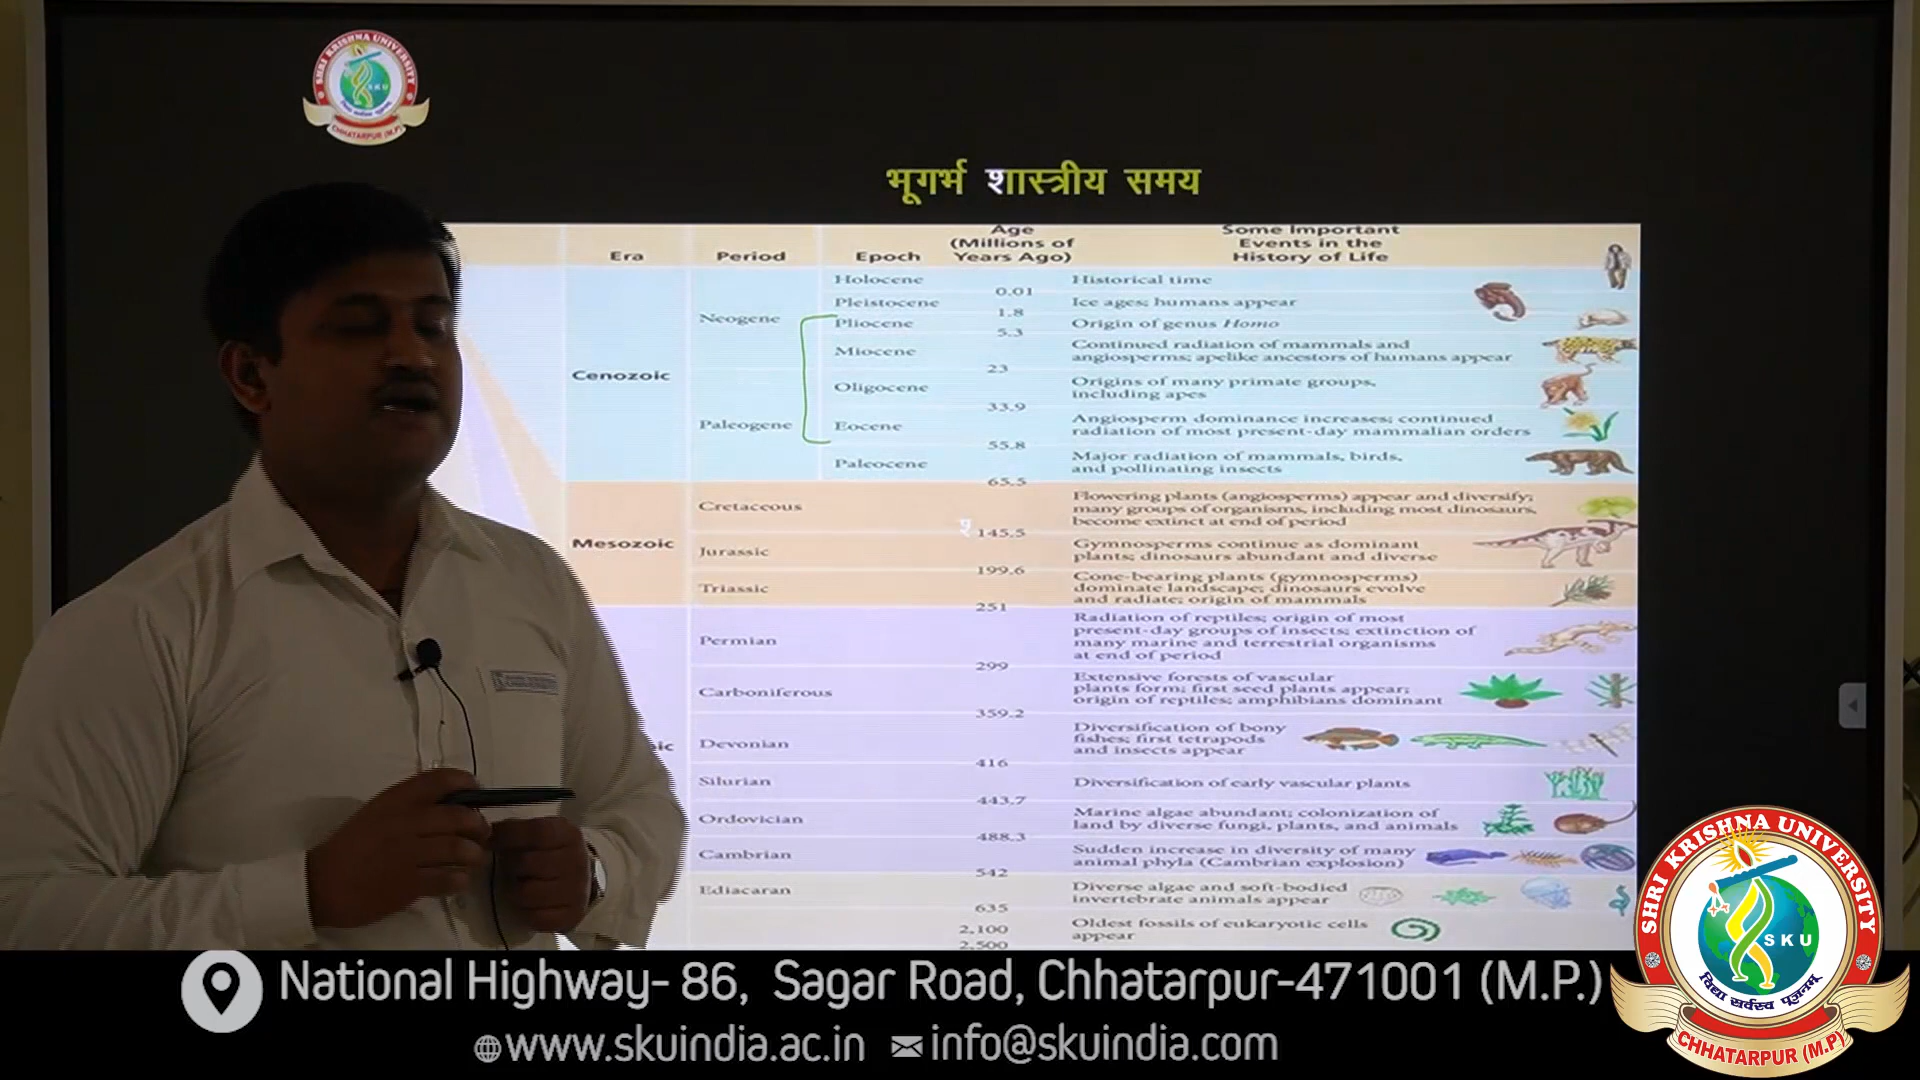 SHRI KRISHNA UNIVERSITY
SKU
CHHATARPUR (M.P.)
भूगर्भ शास्त्रीय समय
Era Period Epoch Age (Millions of Years Ago) Some Important Events in the History of Life
Holocene Historical time
0.01
Pleistocene Ice ages; humans appear
1.8
Neogene Pliocene Origin of genus Homo
5.3
Miocene Continued radiation of mammals and
angiosperms; apelike ancestors of humans appear
23
Cenozoic
Oligocene Origins of many primate groups,
including apes
33.9
Paleogene Eocene Angiosperm dominance increases; continued
radiation of most present-day mammalian orders
55.8
Paleocene Major radiation of mammals, birds,
and pollinating insects
65.5
Cretaceous Flowering plants (angiosperms) appear and diversify;
many groups of organisms, including most dinosaurs,
become extinct at end of period
145.5
Mesozoic
Jurassic Gymnosperms continue as dominant
plants; dinosaurs abundant and diverse
199.6
Triassic Cone-bearing plants (gymnosperms)
dominate landscape; dinosaurs evolve
and radiate; origin of mammals
251
Permian Radiation of reptiles; origin of most
present-day groups of insects; extinction of
many marine and terrestrial organisms
at end of period
299
Carboniferous Extensive forests of vascular
plants form; first seed plants appear;
origin of reptiles; amphibians dominant
359.2
ic Devonian Diversification of bony
fishes; first tetrapods
and insects appear
416
Silurian Diversification of early vascular plants
443.7
Ordovician Marine algae abundant; colonization of
land by diverse fungi, plants, and animals
488.3
Cambrian Sudden increase in diversity of many
animal phyla (Cambrian explosion)
542
Ediacaran Diverse algae and soft-bodied
invertebrate animals appear
635
2,100 Oldest fossils of eukaryotic cells
appear
2,500
National Highway- 86, Sagar Road, Chhatarpur-471001 (M.P.)
www.skuindia.ac.in info@skuindia.com
SHRI KRISHNA UNIVERSITY
SKU
विद्या सर्वस्व पूज्यनम्
CHHATARPUR (M.P)